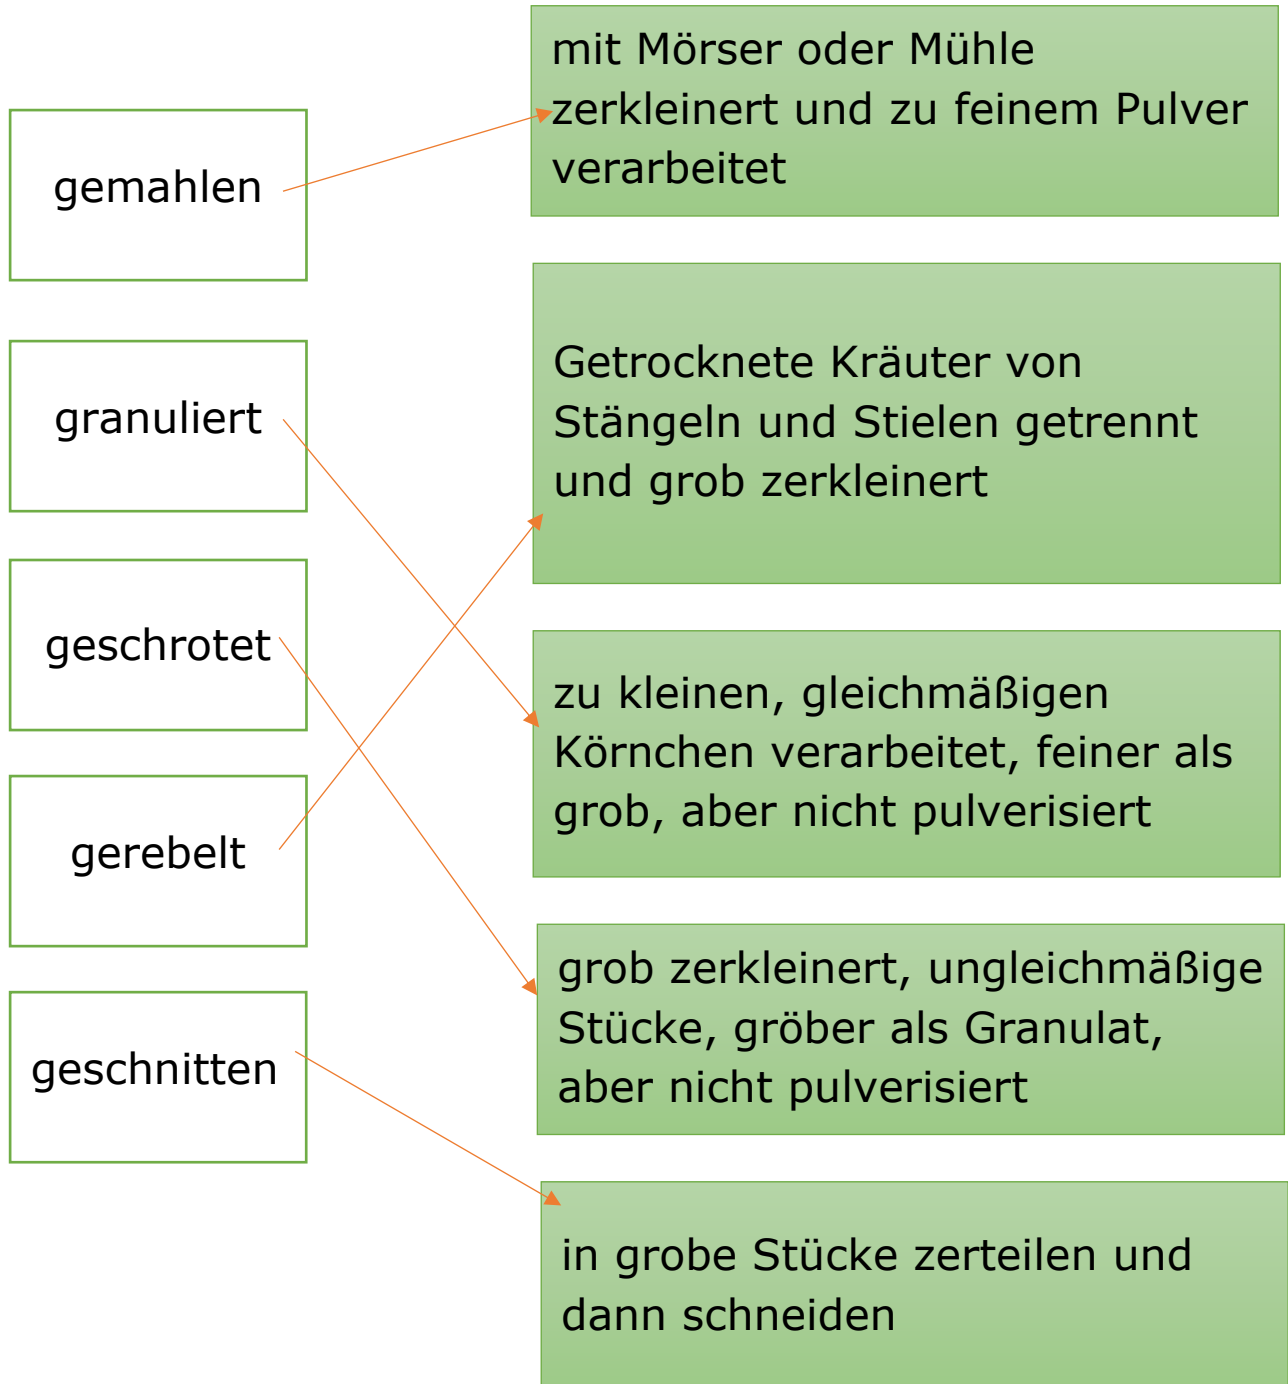 gemahlen
mit Mörser oder Mühle
zerkleinert und zu feinem Pulver
verarbeitet
granuliert
Getrocknete Kräuter von
Stängeln und Stielen getrennt
und grob zerkleinert
geschrotet
zu kleinen, gleichmäßigen
Körnchen verarbeitet, feiner als
grob, aber nicht pulverisiert
gerebelt
grob zerkleinert, ungleichmäßige
Stücke, gröber als Granulat,
aber nicht pulverisiert
geschnitten
in grobe Stücke zerteilen und
dann schneiden